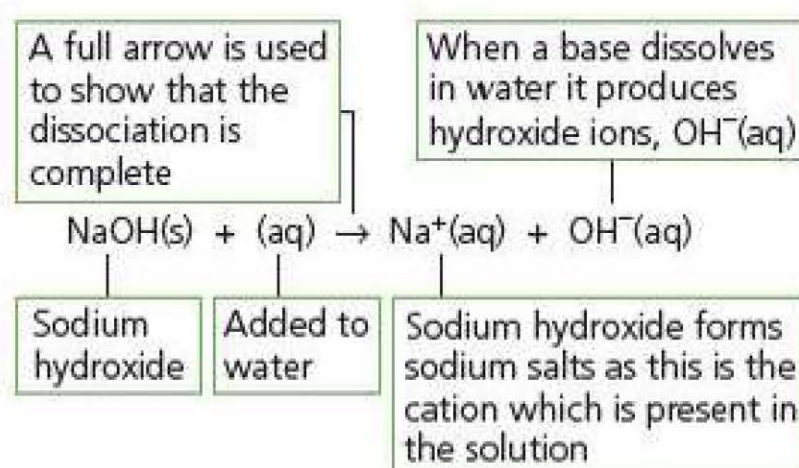 A full arrow is used
to show that the
dissociation is
complete
When a base dissolves
in water it produces
hydroxide ions, OH⁻(aq)
NaOH(s) + (aq) → Na⁺(aq) + OH⁻(aq)
Sodium
hydroxide
Added to
water
Sodium hydroxide forms
sodium salts as this is the
cation which is present in
the solution